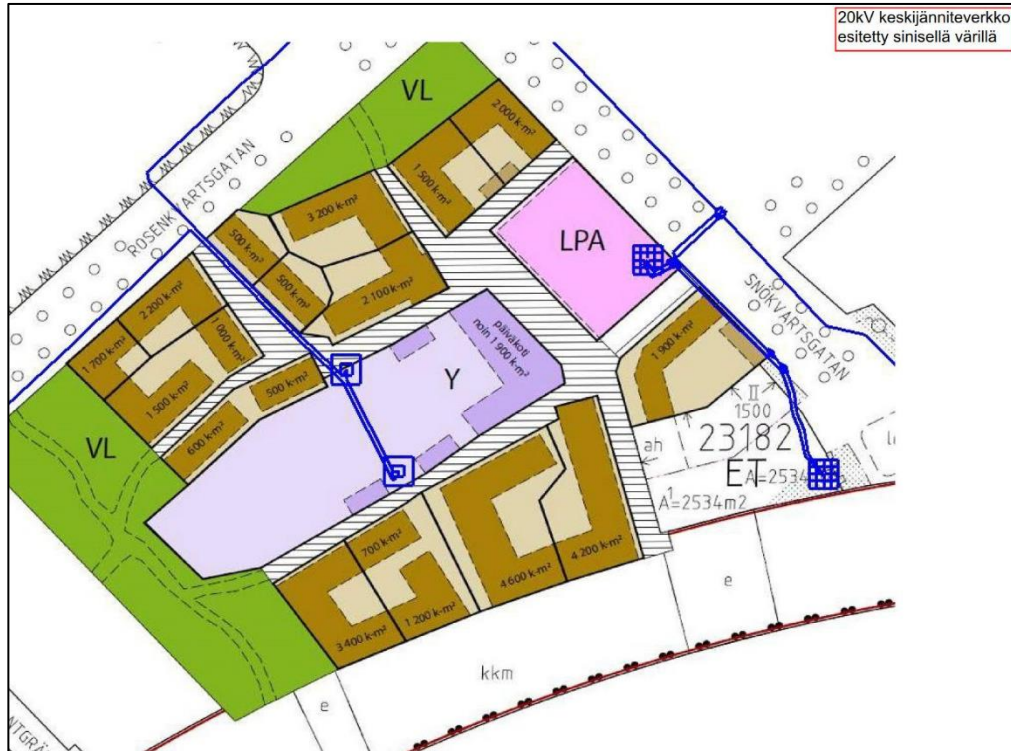 20kV keskijänniteverkko
esitetty sinisellä värillä
VL
2 000 k-m²
1 500 k-m²
ROSENKVARTSGATAN
3 200 k-m²
500 k-m²
500 k-m²
2 100 k-m²
LPA
SNÖKVARTSGATAN
2 200 k-m²
1 700 k-m²
1 000 k-m²
1 500 k-m²
päiväkoti
noin 1 900 k-m²
Y
1 900 k-m²
500 k-m²
600 k-m²
VL
II
1500
23182
ah
ET
A=2534
A¹=2534m2
700 k-m²
4 200 k-m²
4 600 k-m²
1 200 k-m²
3 400 k-m²
e
kkm
e